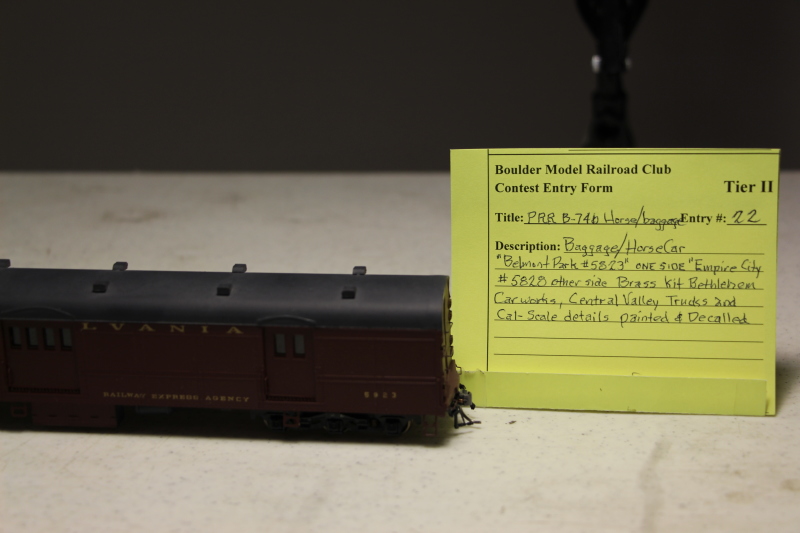 Boulder Model Railroad Club
Contest Entry Form Tier II
Title: PRR B-74b Horse/baggage Entry #: 22
Description: Baggage/HorseCar
"Belmont Park #5823" ONE SIDE "Empire City
#5828 other side Brass Kit Bethlehem
Car works, Central Valley Trucks and
Cal-Scale details painted & Decalled
LVANIA
RAILWAY EXPRESS AGENCY 5823